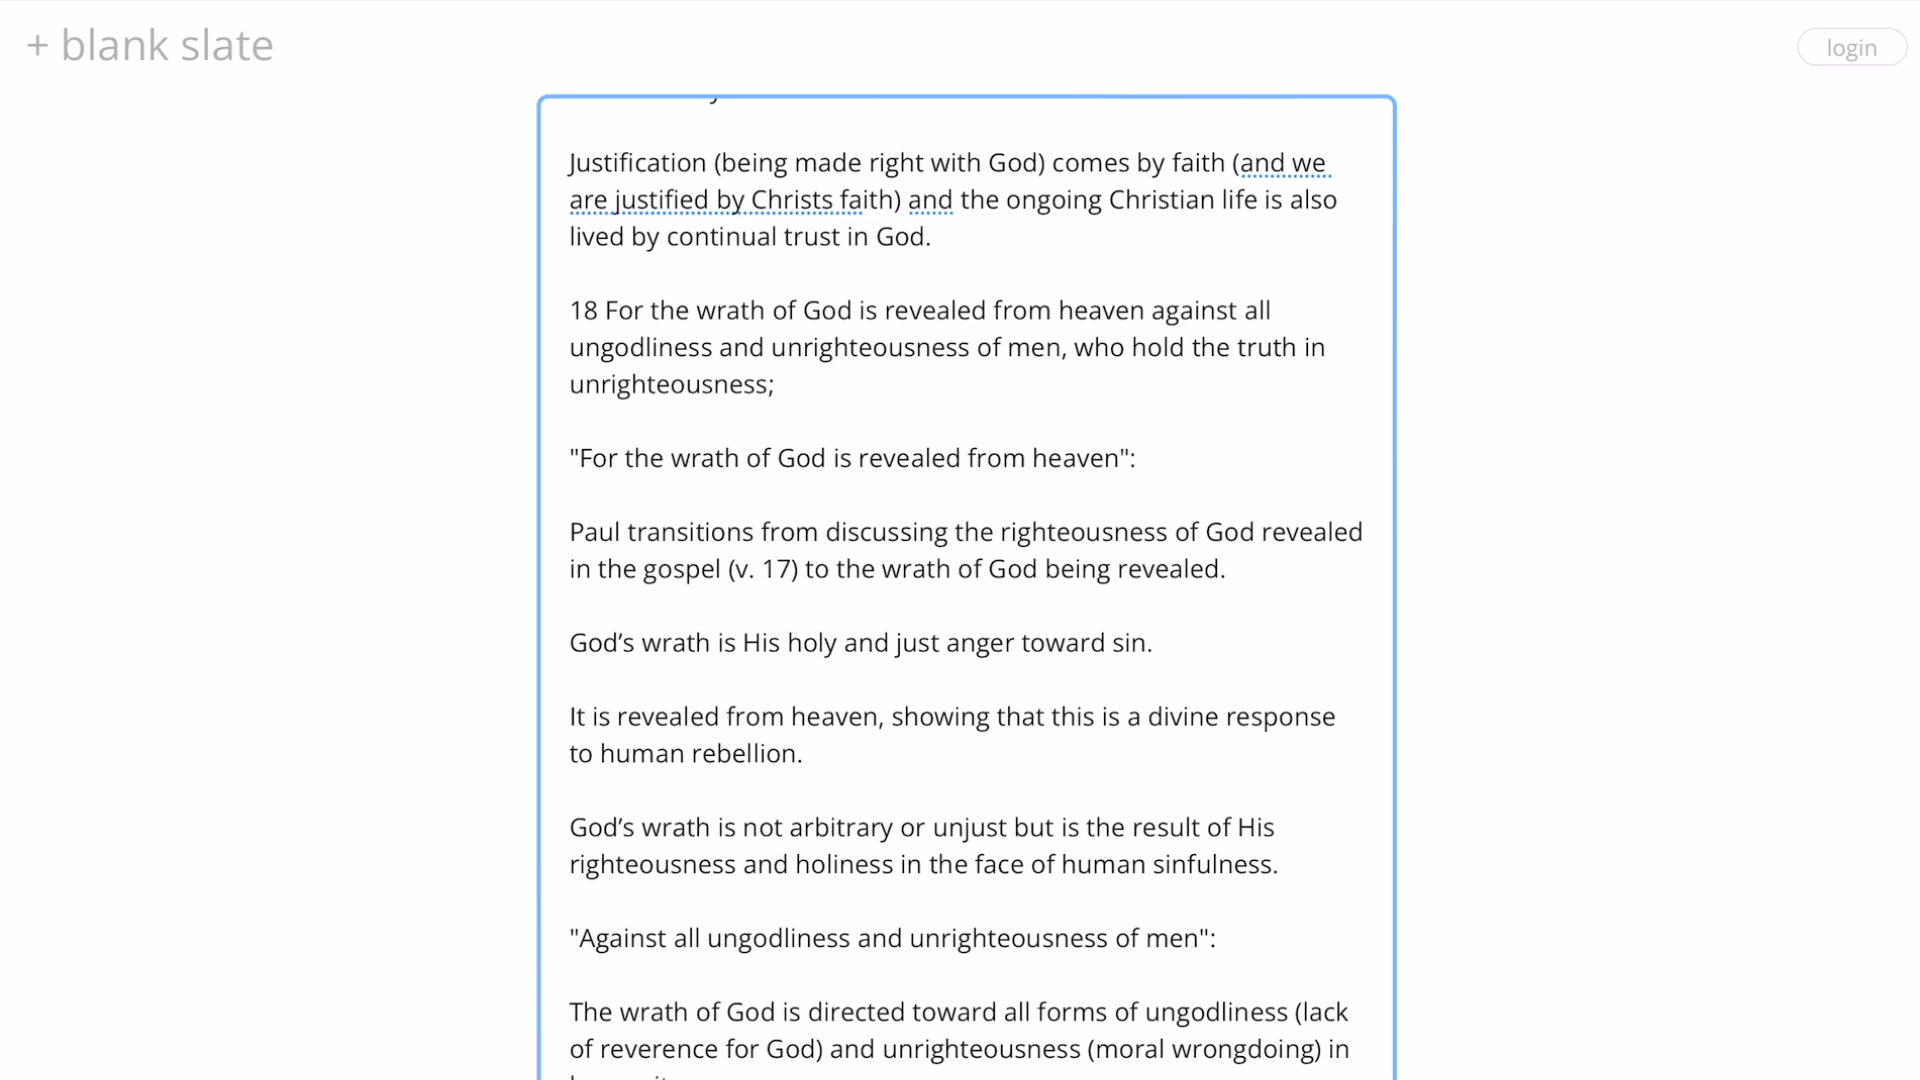 + blank slate
login
Justification (being made right with God) comes by faith (and we
are justified by Christs faith) and the ongoing Christian life is also
lived by continual trust in God.
18 For the wrath of God is revealed from heaven against all
ungodliness and unrighteousness of men, who hold the truth in
unrighteousness;
"For the wrath of God is revealed from heaven":
Paul transitions from discussing the righteousness of God revealed
in the gospel (v. 17) to the wrath of God being revealed.
God’s wrath is His holy and just anger toward sin.
It is revealed from heaven, showing that this is a divine response
to human rebellion.
God’s wrath is not arbitrary or unjust but is the result of His
righteousness and holiness in the face of human sinfulness.
"Against all ungodliness and unrighteousness of men":
The wrath of God is directed toward all forms of ungodliness (lack
of reverence for God) and unrighteousness (moral wrongdoing) in